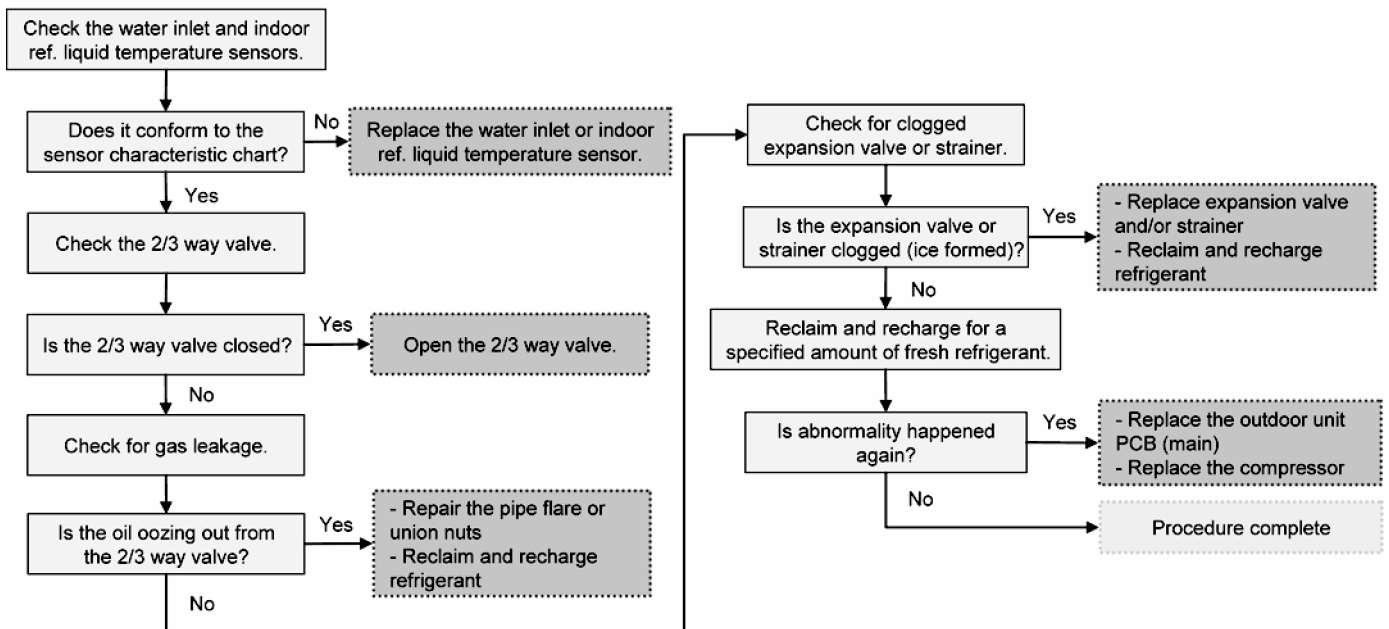 Check the water inlet and indoor
ref. liquid temperature sensors.
Does it conform to the
sensor characteristic chart?
No
Replace the water inlet or indoor
ref. liquid temperature sensor.
Yes
Check the 2/3 way valve.
Is the 2/3 way valve closed?
Yes
Open the 2/3 way valve.
No
Check for gas leakage.
Is the oil oozing out from
the 2/3 way valve?
Yes
- Repair the pipe flare or
union nuts
- Reclaim and recharge
refrigerant
No
Check for clogged
expansion valve or strainer.
Is the expansion valve or
strainer clogged (ice formed)?
Yes
- Replace expansion valve
and/or strainer
- Reclaim and recharge
refrigerant
No
Reclaim and recharge for a
specified amount of fresh refrigerant.
Is abnormality happened
again?
Yes
- Replace the outdoor unit
PCB (main)
- Replace the compressor
No
Procedure complete